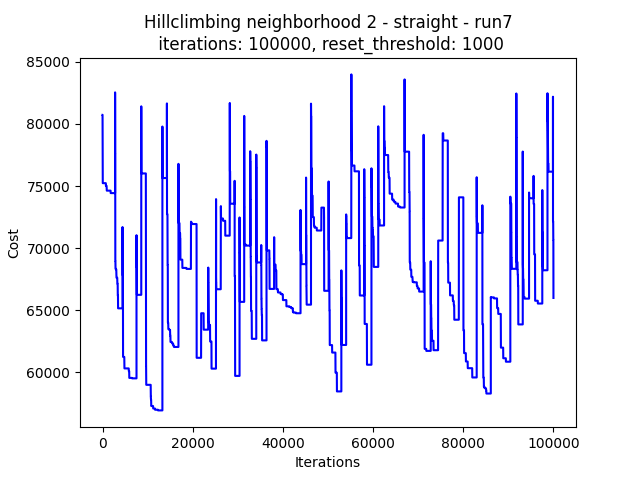 Hillclimbing neighborhood 2 - straight - run7
iterations: 100000, reset_threshold: 1000
85000
80000
75000
70000
65000
60000
Cost
0 20000 40000 60000 80000 100000
Iterations